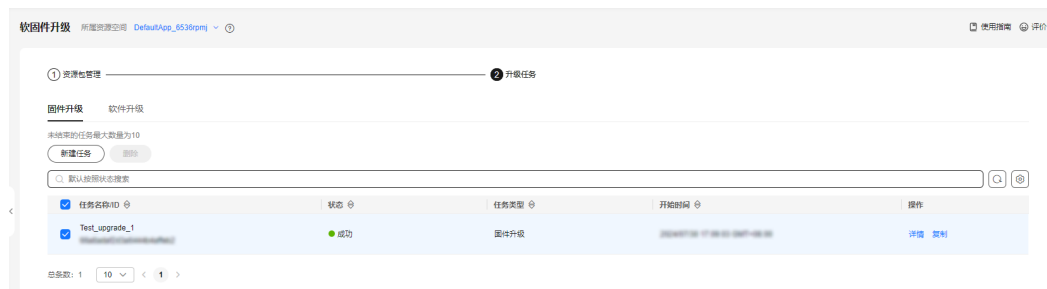 软固件升级 所属资源空间 DefaultApp_6536rpmj 使用指南 评价
1 资源包管理 2 升级任务
固件升级 软件升级
未结束的任务最大数量为10
新建任务 删除
默认按照状态搜索
任务名称/ID 状态 任务类型 开始时间 操作
Test_upgrade_1
成功 固件升级 详情 复制
总条数: 1 10 < 1 >